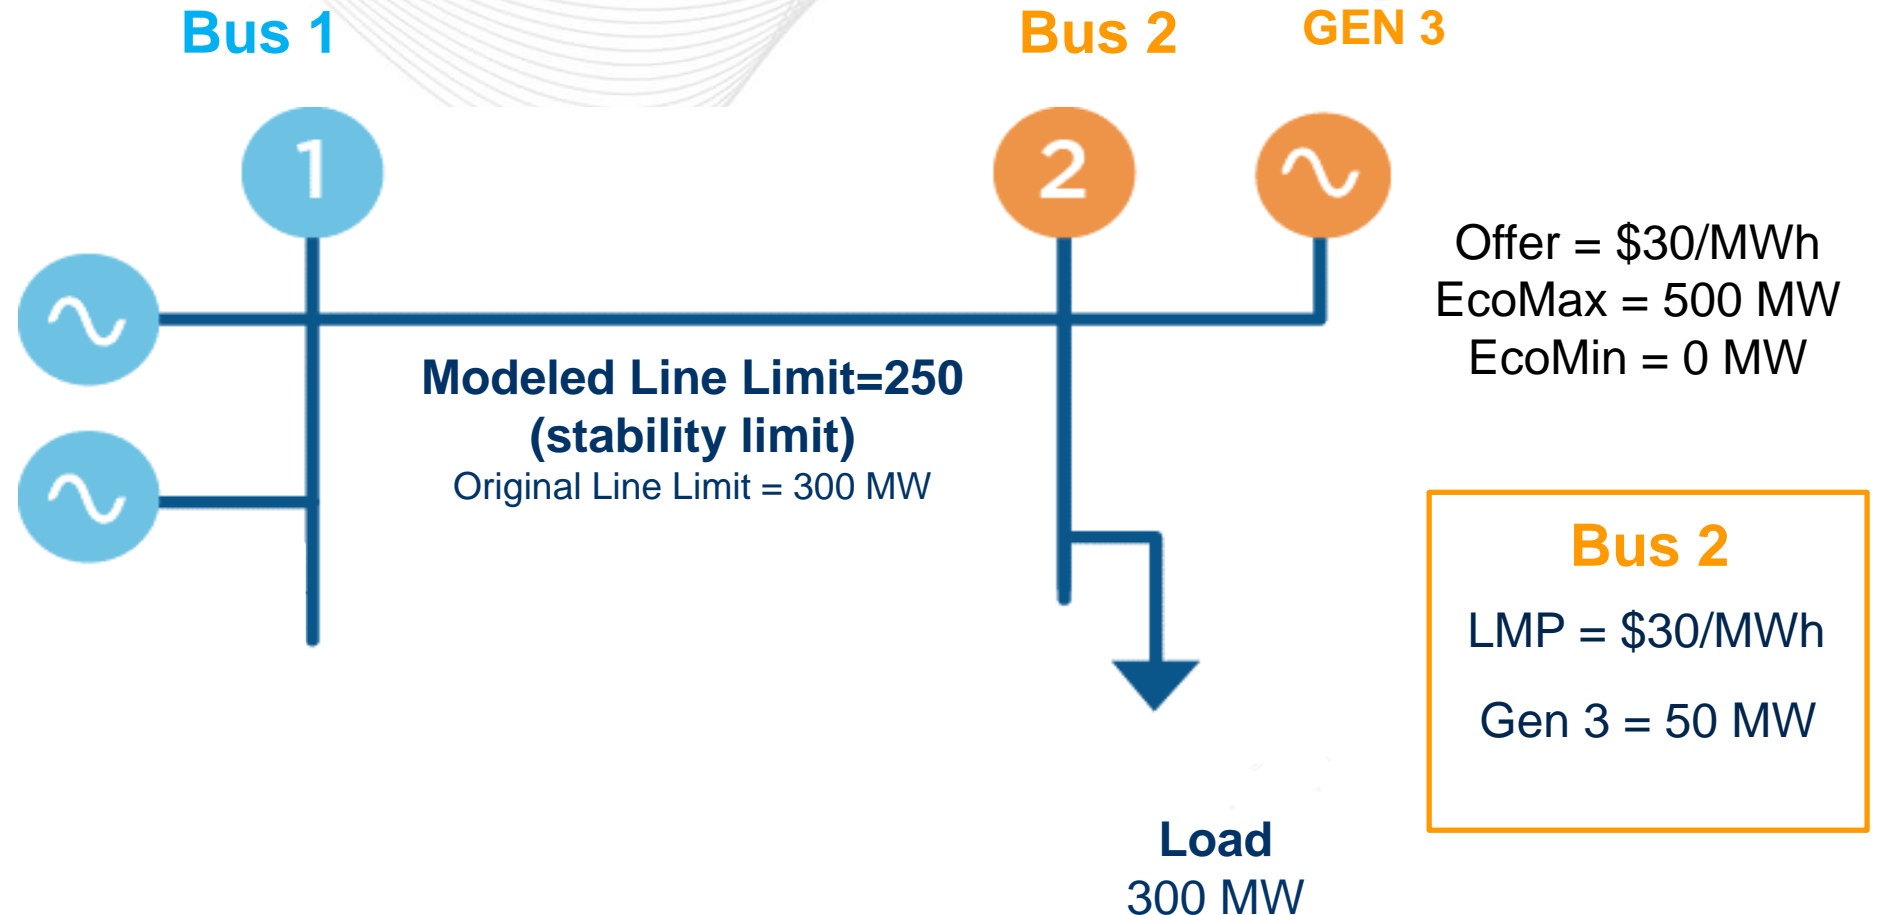 Bus 1
Bus 2
GEN 3
1
2
Offer = $30/MWh
EcoMax = 500 MW
EcoMin = 0 MW
Modeled Line Limit=250
(stability limit)
Original Line Limit = 300 MW
Bus 2
LMP = $30/MWh
Gen 3 = 50 MW
Load
300 MW